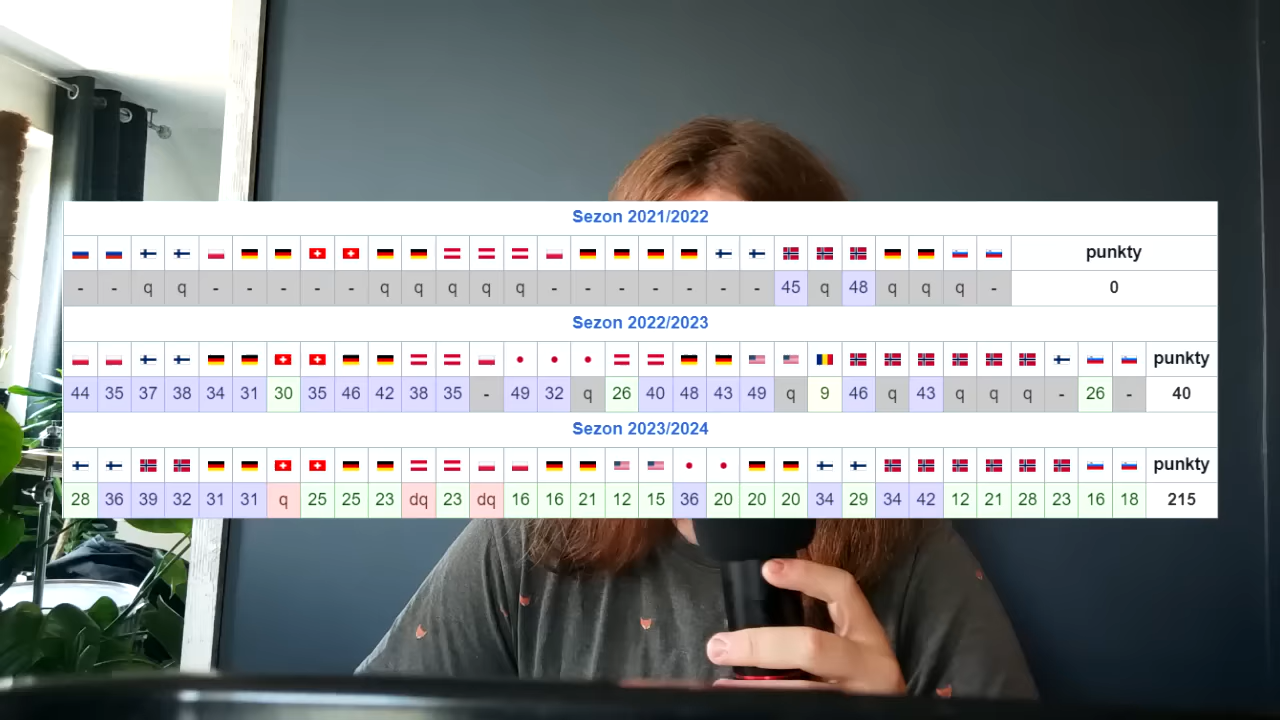 Sezon 2021/2022
punkty
- - q q - - - - - q q q q q - - - - - - - 45 q 48 q q q - 0
Sezon 2022/2023
punkty
44 35 37 38 34 31 30 35 46 42 38 35 - 49 32 q 26 40 48 43 49 q 9 46 q 43 q q q - 26 - 40
Sezon 2023/2024
punkty
28 36 39 32 31 31 q 25 25 23 dq 23 dq 16 16 21 12 15 36 20 20 20 34 29 34 42 12 21 28 23 16 18 215